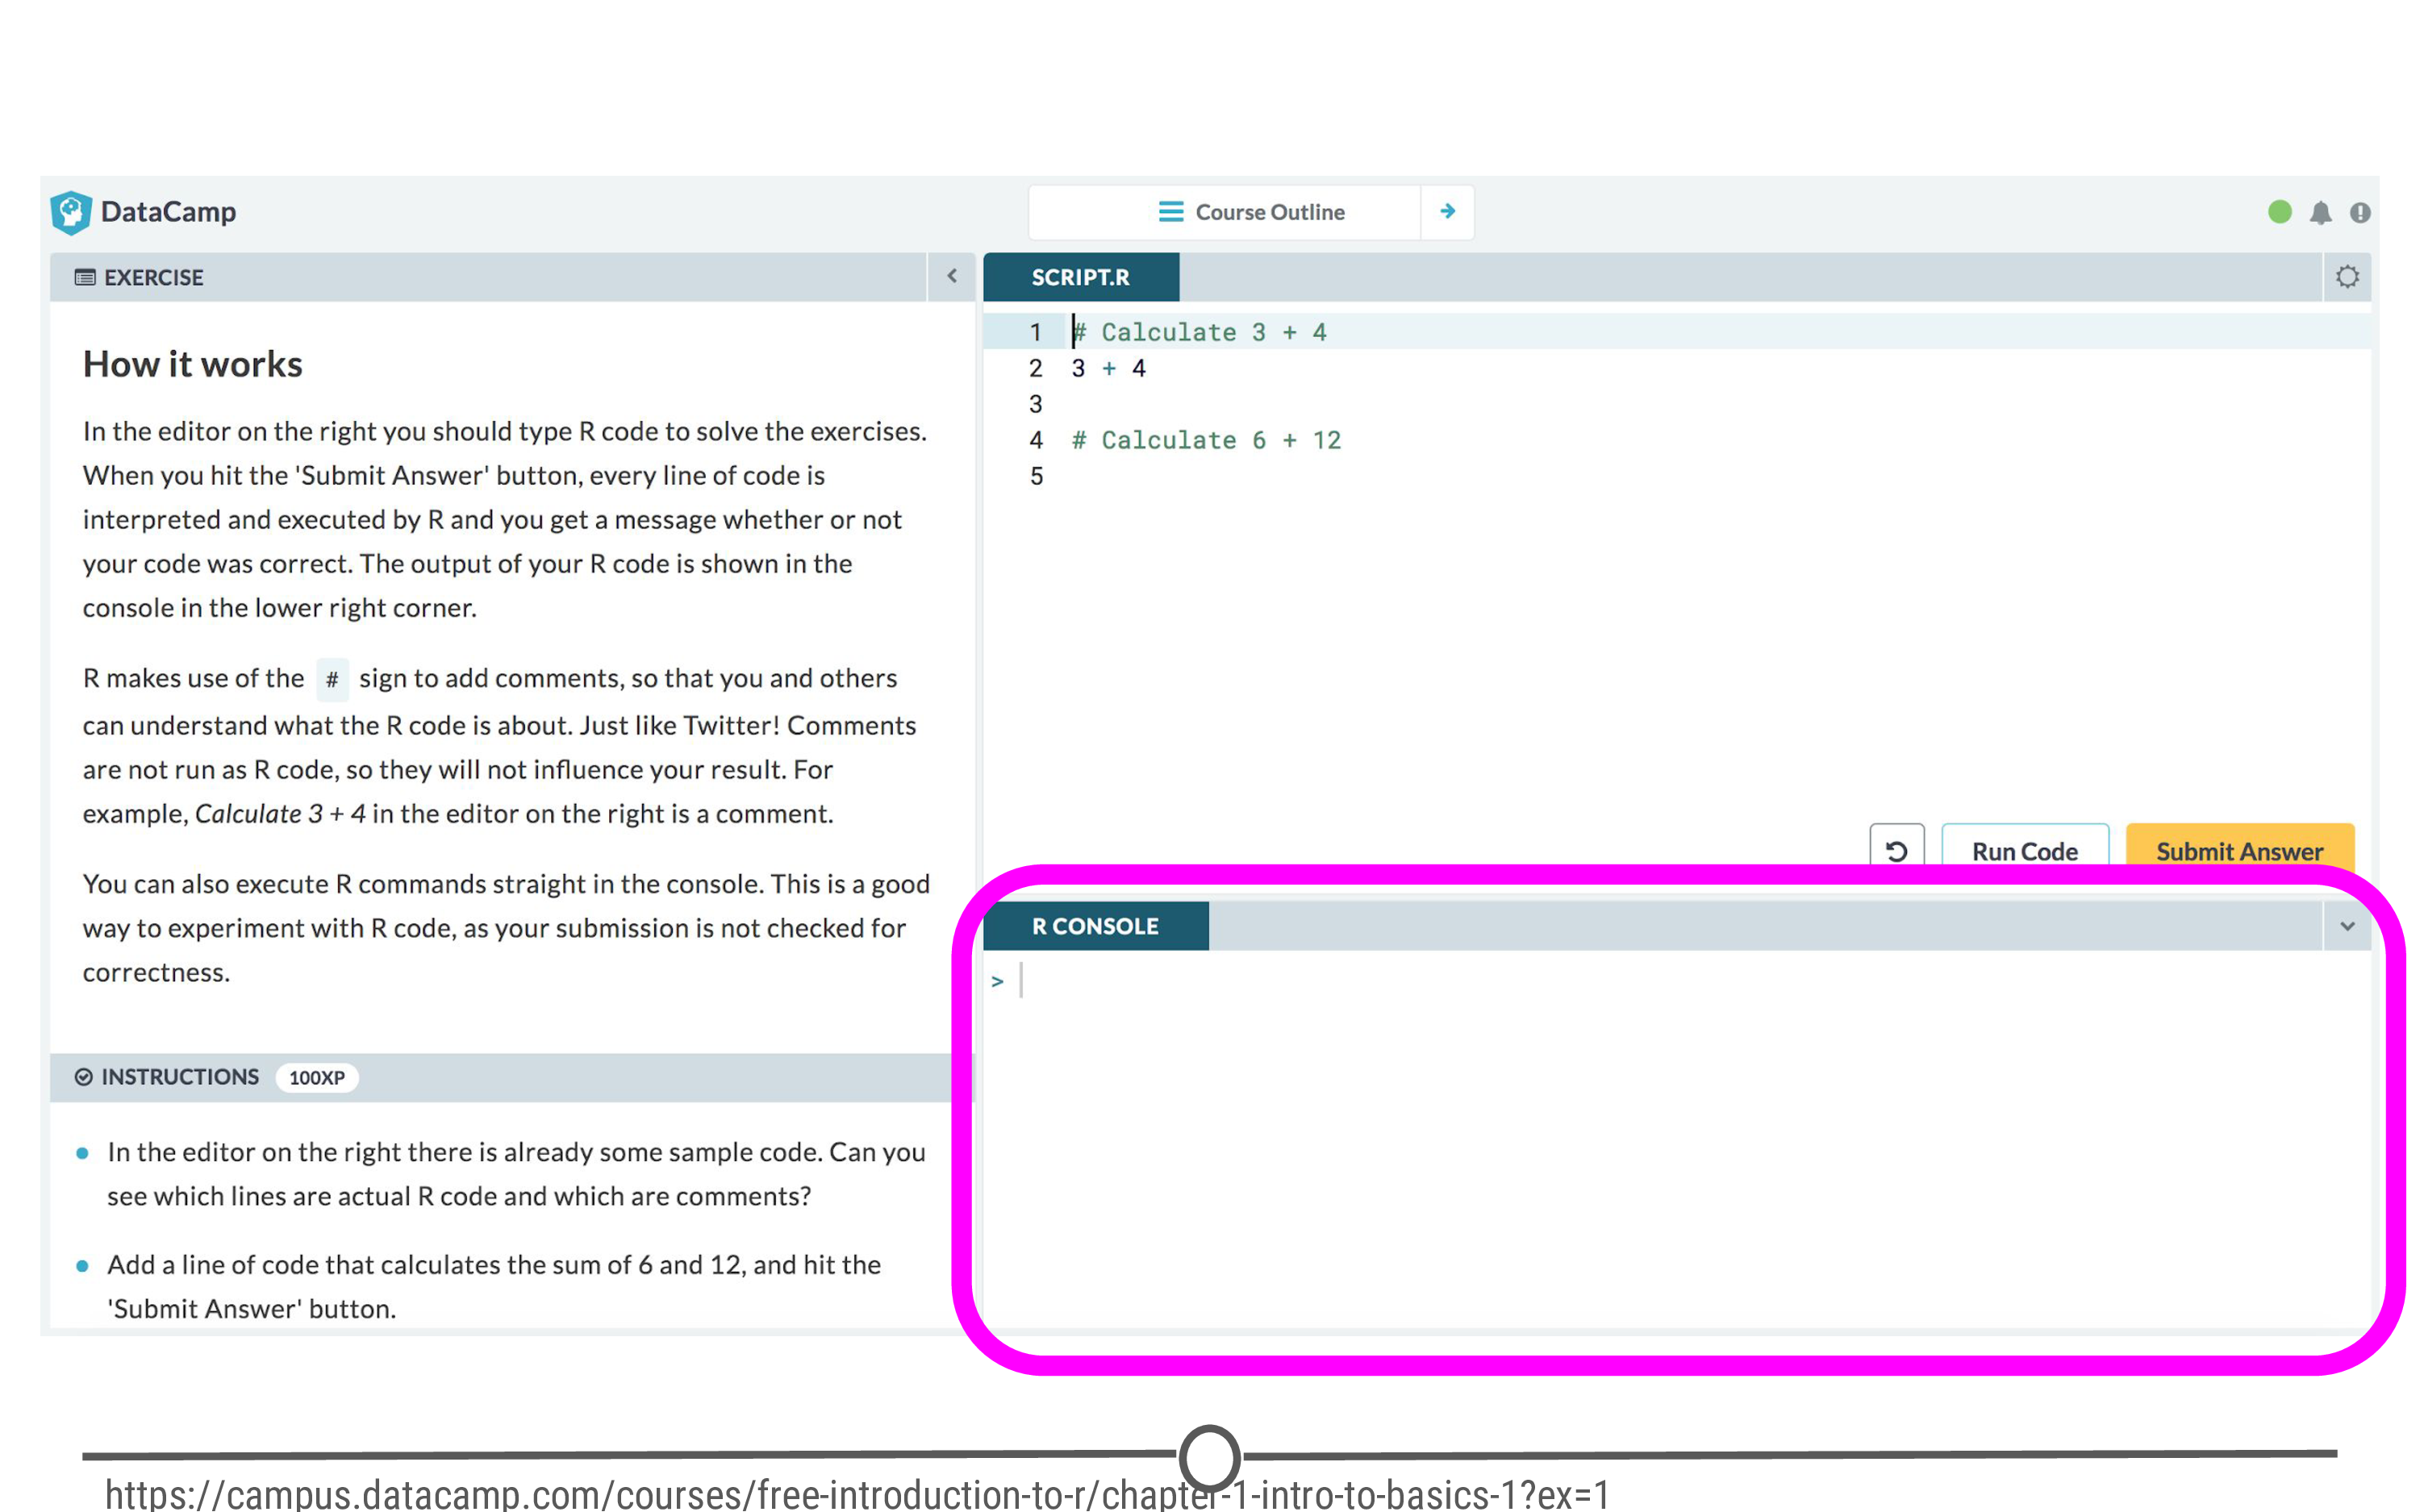 DataCamp
Course Outline
EXERCISE
How it works
In the editor on the right you should type R code to solve the exercises.
When you hit the 'Submit Answer' button, every line of code is
interpreted and executed by R and you get a message whether or not
your code was correct. The output of your R code is shown in the
console in the lower right corner.
R makes use of the # sign to add comments, so that you and others
can understand what the R code is about. Just like Twitter! Comments
are not run as R code, so they will not influence your result. For
example, Calculate 3 + 4 in the editor on the right is a comment.
You can also execute R commands straight in the console. This is a good
way to experiment with R code, as your submission is not checked for
correctness.
INSTRUCTIONS 100XP
In the editor on the right there is already some sample code. Can you
see which lines are actual R code and which are comments?
Add a line of code that calculates the sum of 6 and 12, and hit the
'Submit Answer' button.
SCRIPT.R
1 # Calculate 3 + 4
2 3 + 4
3
4 # Calculate 6 + 12
5
Run Code Submit Answer
R CONSOLE
>
https://campus.datacamp.com/courses/free-introduction-to-r/chapter-1-intro-to-basics-1?ex=1